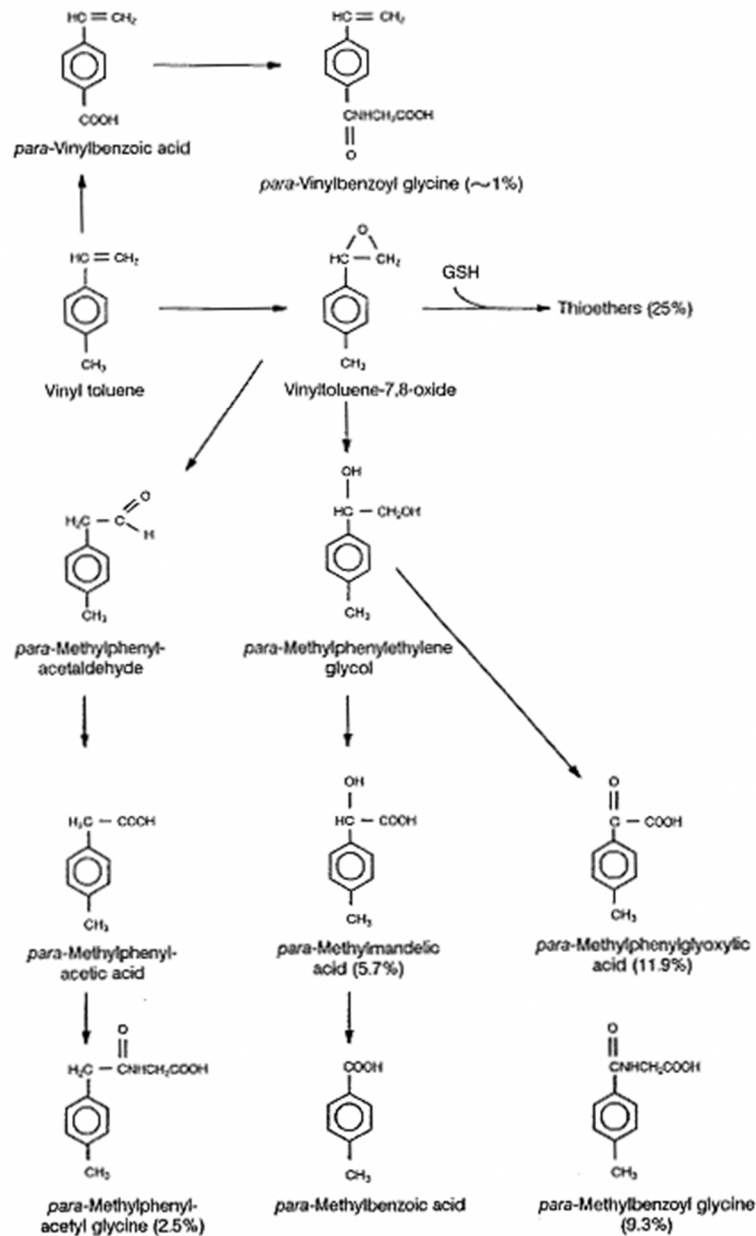 HC=CH₂
COOH
para-Vinylbenzoic acid
HC=CH₂
CNHCH₂COOH
O
para-Vinylbenzoyl glycine (~1%)
HC=CH₂
CH₃
Vinyl toluene
O
HC-CH₂
CH₃
Vinyltoluene-7,8-oxide
GSH
Thioethers (25%)
O
H₂C-C
H
CH₃
para-Methylphenyl-
acetaldehyde
OH
HC-CH₂OH
CH₃
para-Methylphenylethylene
glycol
H₂C-COOH
CH₃
para-Methylphenyl-
acetic acid
OH
HC-COOH
CH₃
para-Methylmandelic
acid (5.7%)
O
C-COOH
CH₃
para-Methylphenylglyoxylic
acid (11.9%)
O
H₂C-CNHCH₂COOH
CH₃
para-Methylphenyl-
acetyl glycine (2.5%)
COOH
CH₃
para-Methylbenzoic acid
O
CNHCH₂COOH
CH₃
para-Methylbenzoyl glycine
(9.3%)